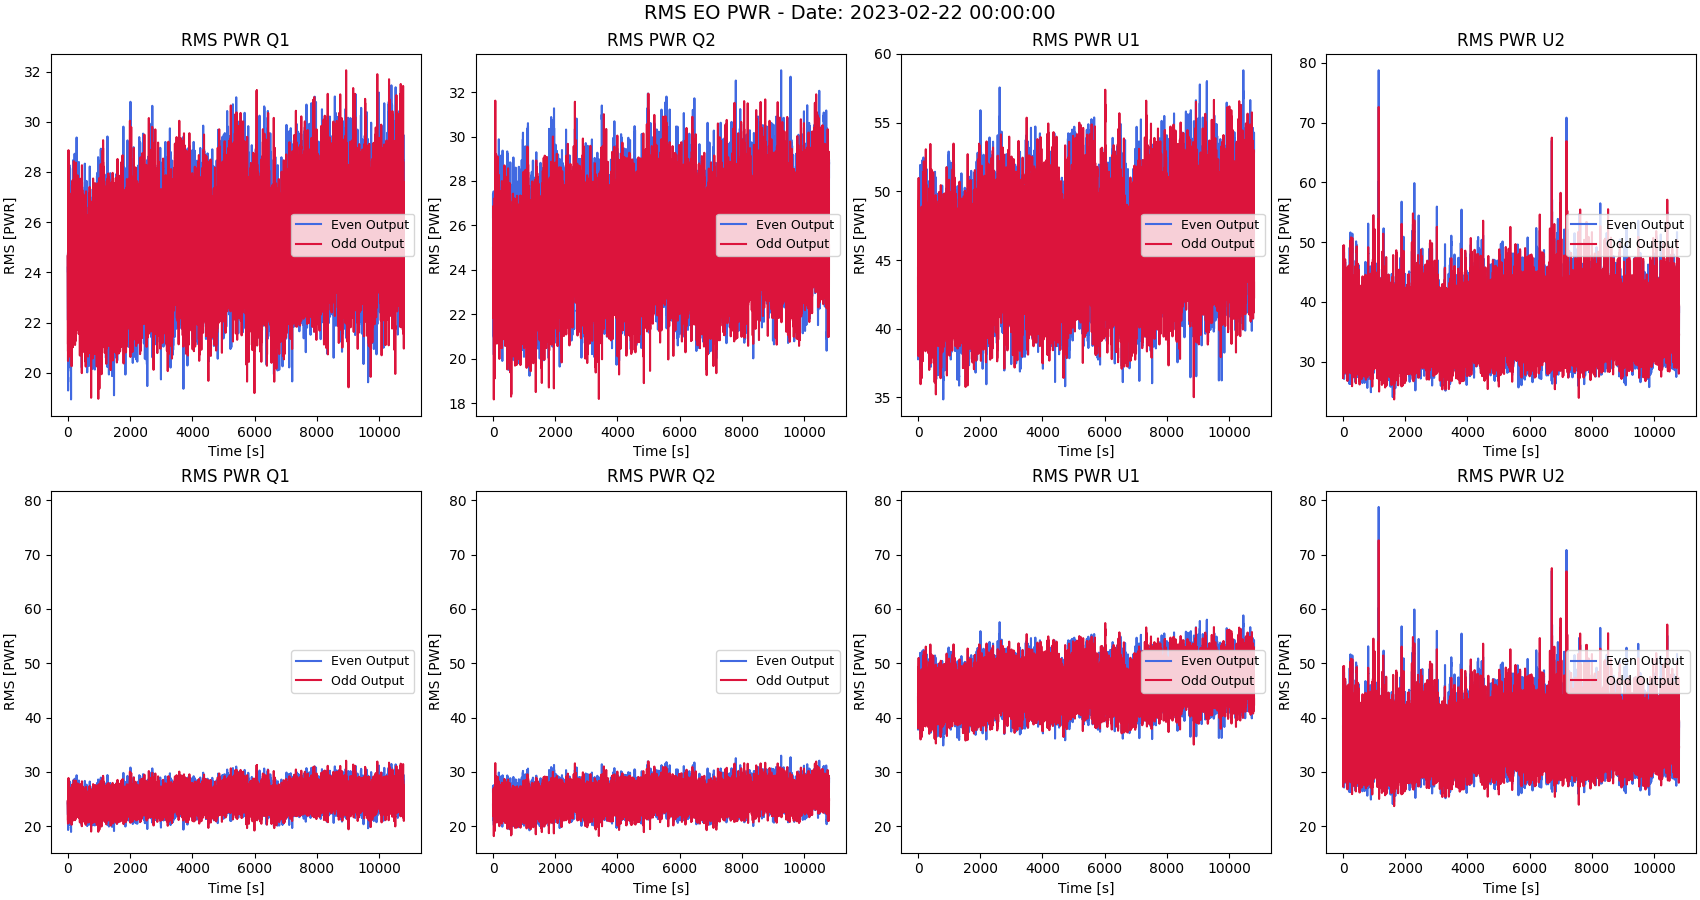 RMS EO PWR - Date: 2023-02-22 00:00:00
RMS PWR Q1
RMS [PWR]
32
30
28
26
24
22
20
Even Output
Odd Output
0 2000 4000 6000 8000 10000
Time [s]
RMS PWR Q2
RMS [PWR]
32
30
28
26
24
22
20
18
Even Output
Odd Output
0 2000 4000 6000 8000 10000
Time [s]
RMS PWR U1
RMS [PWR]
60
55
50
45
40
35
Even Output
Odd Output
0 2000 4000 6000 8000 10000
Time [s]
RMS PWR U2
RMS [PWR]
80
70
60
50
40
30
Even Output
Odd Output
0 2000 4000 6000 8000 10000
Time [s]
RMS PWR Q1
RMS [PWR]
80
70
60
50
40
30
20
Even Output
Odd Output
0 2000 4000 6000 8000 10000
Time [s]
RMS PWR Q2
RMS [PWR]
80
70
60
50
40
30
20
Even Output
Odd Output
0 2000 4000 6000 8000 10000
Time [s]
RMS PWR U1
RMS [PWR]
80
70
60
50
40
30
20
Even Output
Odd Output
0 2000 4000 6000 8000 10000
Time [s]
RMS PWR U2
RMS [PWR]
80
70
60
50
40
30
20
Even Output
Odd Output
0 2000 4000 6000 8000 10000
Time [s]